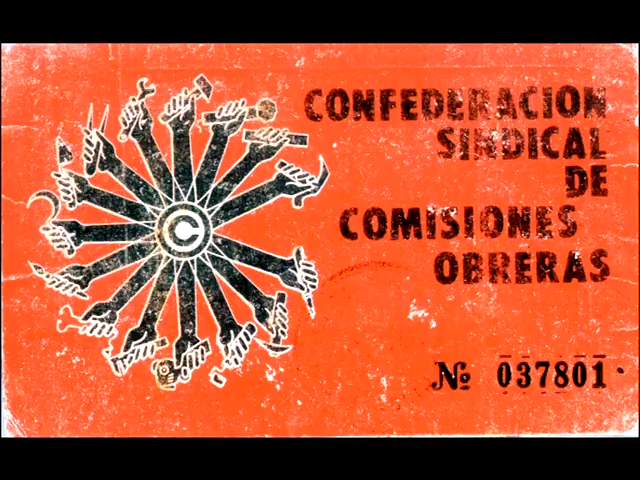 CONFEDERACION
SINDICAL
DE
COMISIONES
OBRERAS
№ 037801